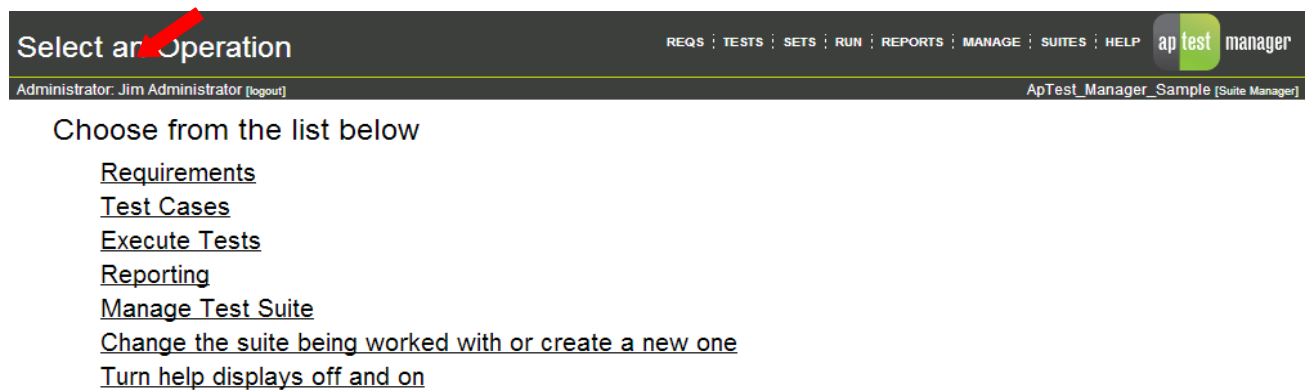 Select an Operation
REQS TESTS SETS RUN REPORTS MANAGE SUITES HELP
ap test manager
Administrator: Jim Administrator [logout]
ApTest_Manager_Sample [Suite Manager]
Choose from the list below
Requirements
Test Cases
Execute Tests
Reporting
Manage Test Suite
Change the suite being worked with or create a new one
Turn help displays off and on